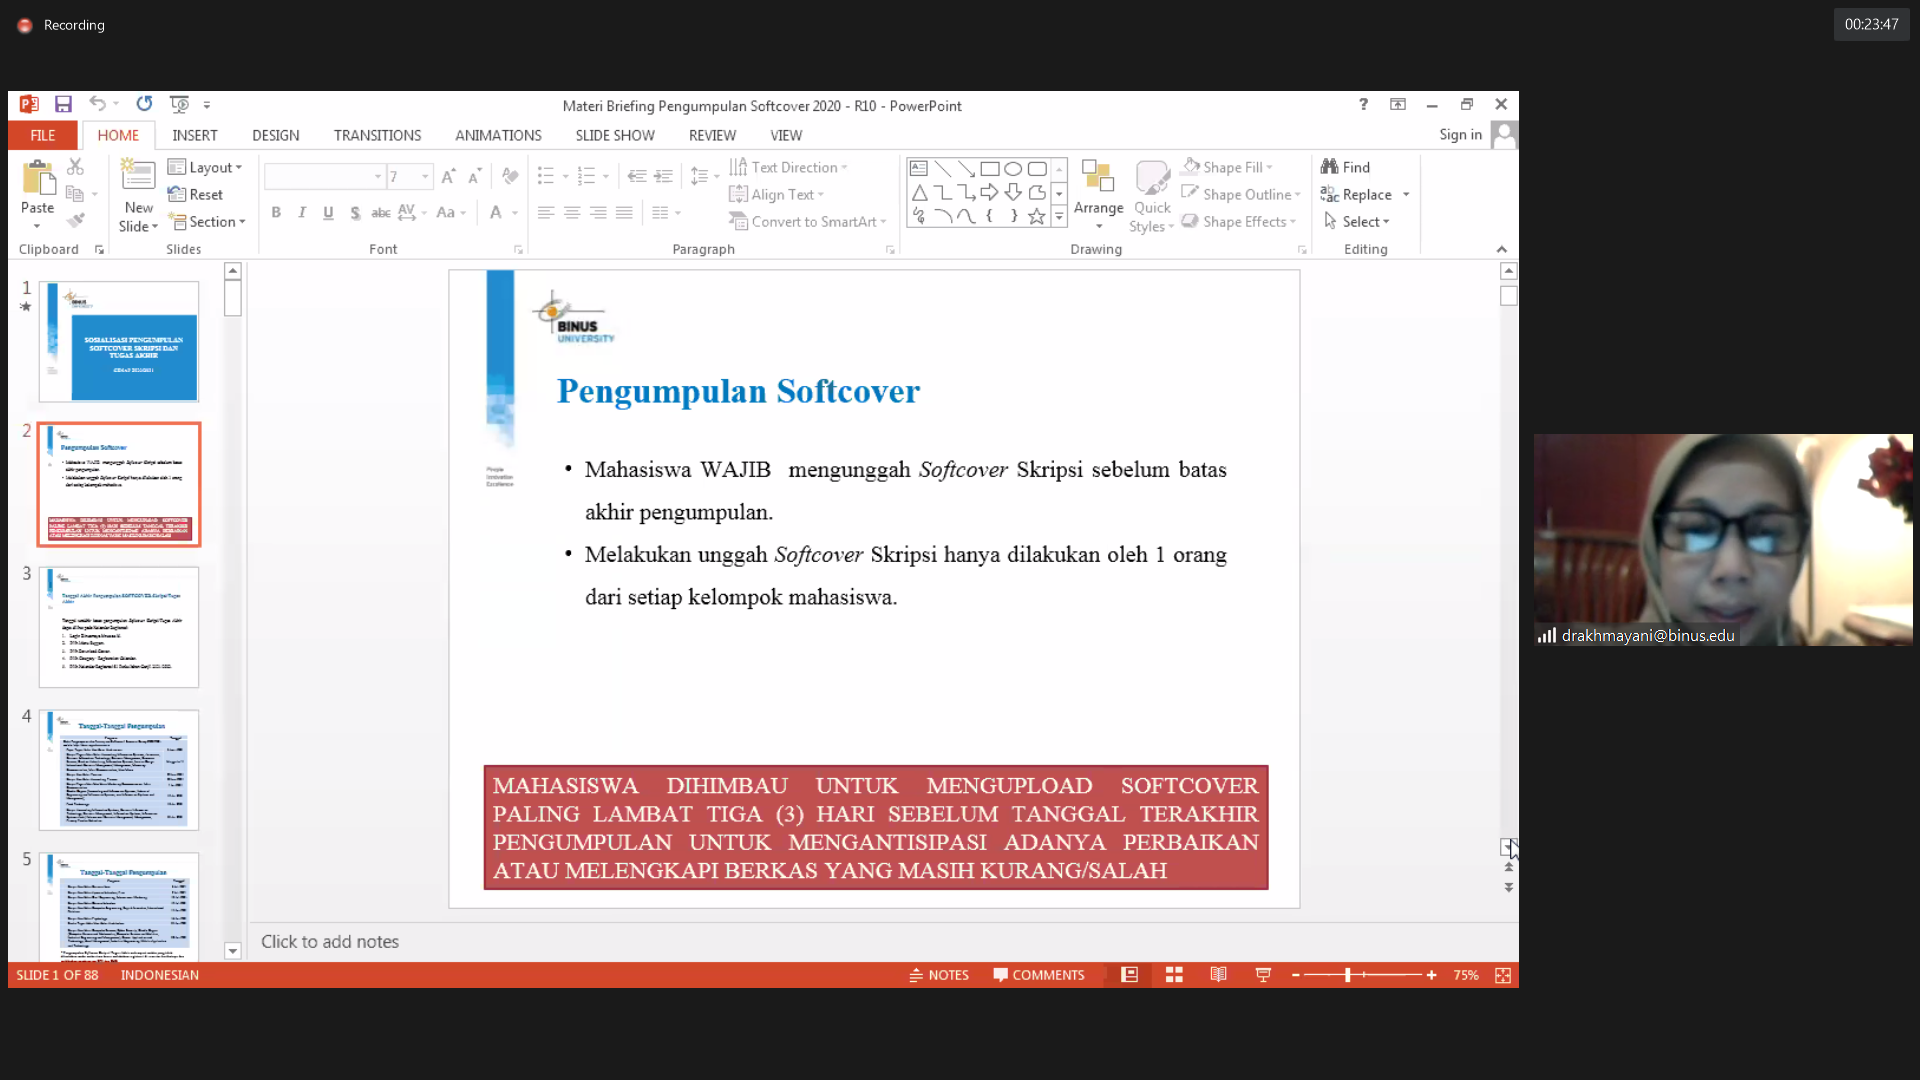 Recording
00:23:47
Materi Briefing Pengumpulan Softcover 2020 - R10 - PowerPoint
FILE HOME INSERT DESIGN TRANSITIONS ANIMATIONS SLIDE SHOW REVIEW VIEW Sign in
Paste
New Slide
Layout
Reset
Section
7
Text Direction
Align Text
Convert to SmartArt
Arrange
Quick Styles
Shape Fill
Shape Outline
Shape Effects
Find
Replace
Select
Clipboard Slides Font Paragraph Drawing Editing
1
SOSIALISASI PENGUMPULAN
SOFTCOVER SKRIPSI DAN
TUGAS AKHIR
2
Pengumpulan Softcover
3
4
Tanggal-Tanggal Pengumpulan
5
Tanggal-Tanggal Pengumpulan
BINUS
UNIVERSITY
People
Innovation
Excellence
Pengumpulan Softcover
• Mahasiswa WAJIB mengunggah Softcover Skripsi sebelum batas
akhir pengumpulan.
• Melakukan unggah Softcover Skripsi hanya dilakukan oleh 1 orang
dari setiap kelompok mahasiswa.
MAHASISWA DIHIMBAU UNTUK MENGUPLOAD SOFTCOVER
PALING LAMBAT TIGA (3) HARI SEBELUM TANGGAL TERAKHIR
PENGUMPULAN UNTUK MENGANTISIPASI ADANYA PERBAIKAN
ATAU MELENGKAPI BERKAS YANG MASIH KURANG/SALAH
Click to add notes
SLIDE 1 OF 88 INDONESIAN NOTES COMMENTS 75%
drakhmayani@binus.edu